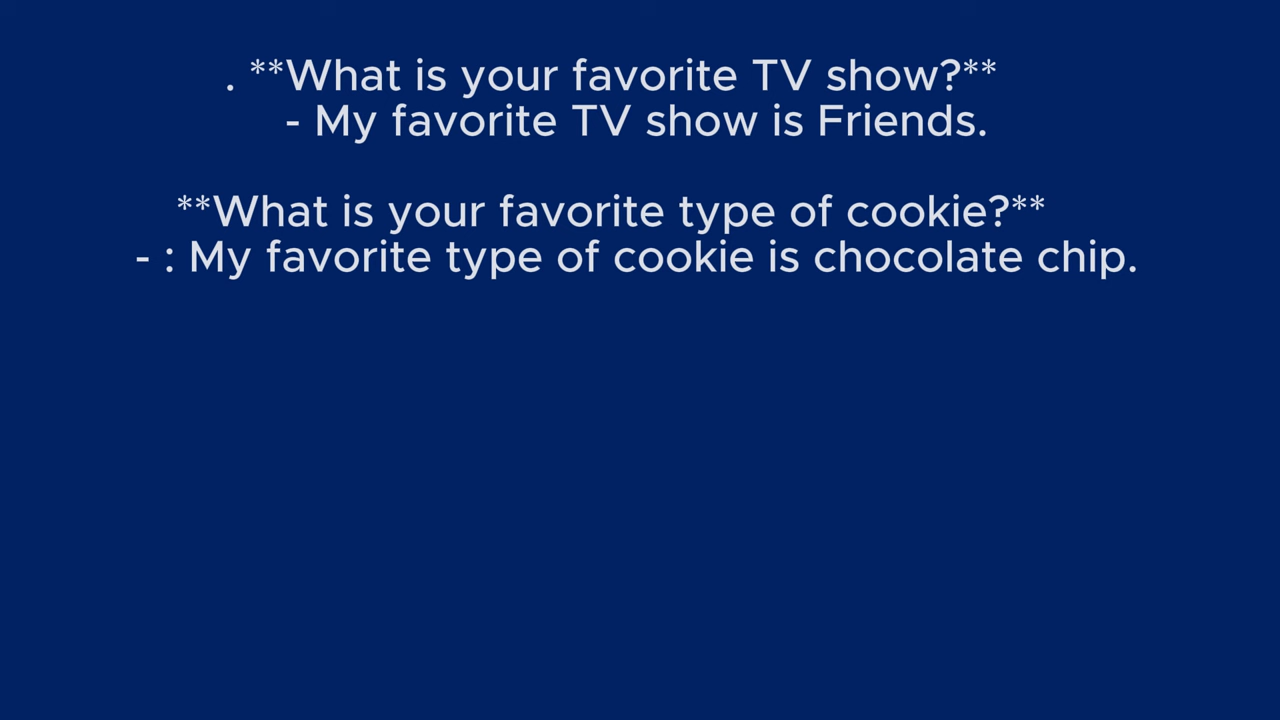 . **What is your favorite TV show?**
- My favorite TV show is Friends.
**What is your favorite type of cookie?**
- : My favorite type of cookie is chocolate chip.